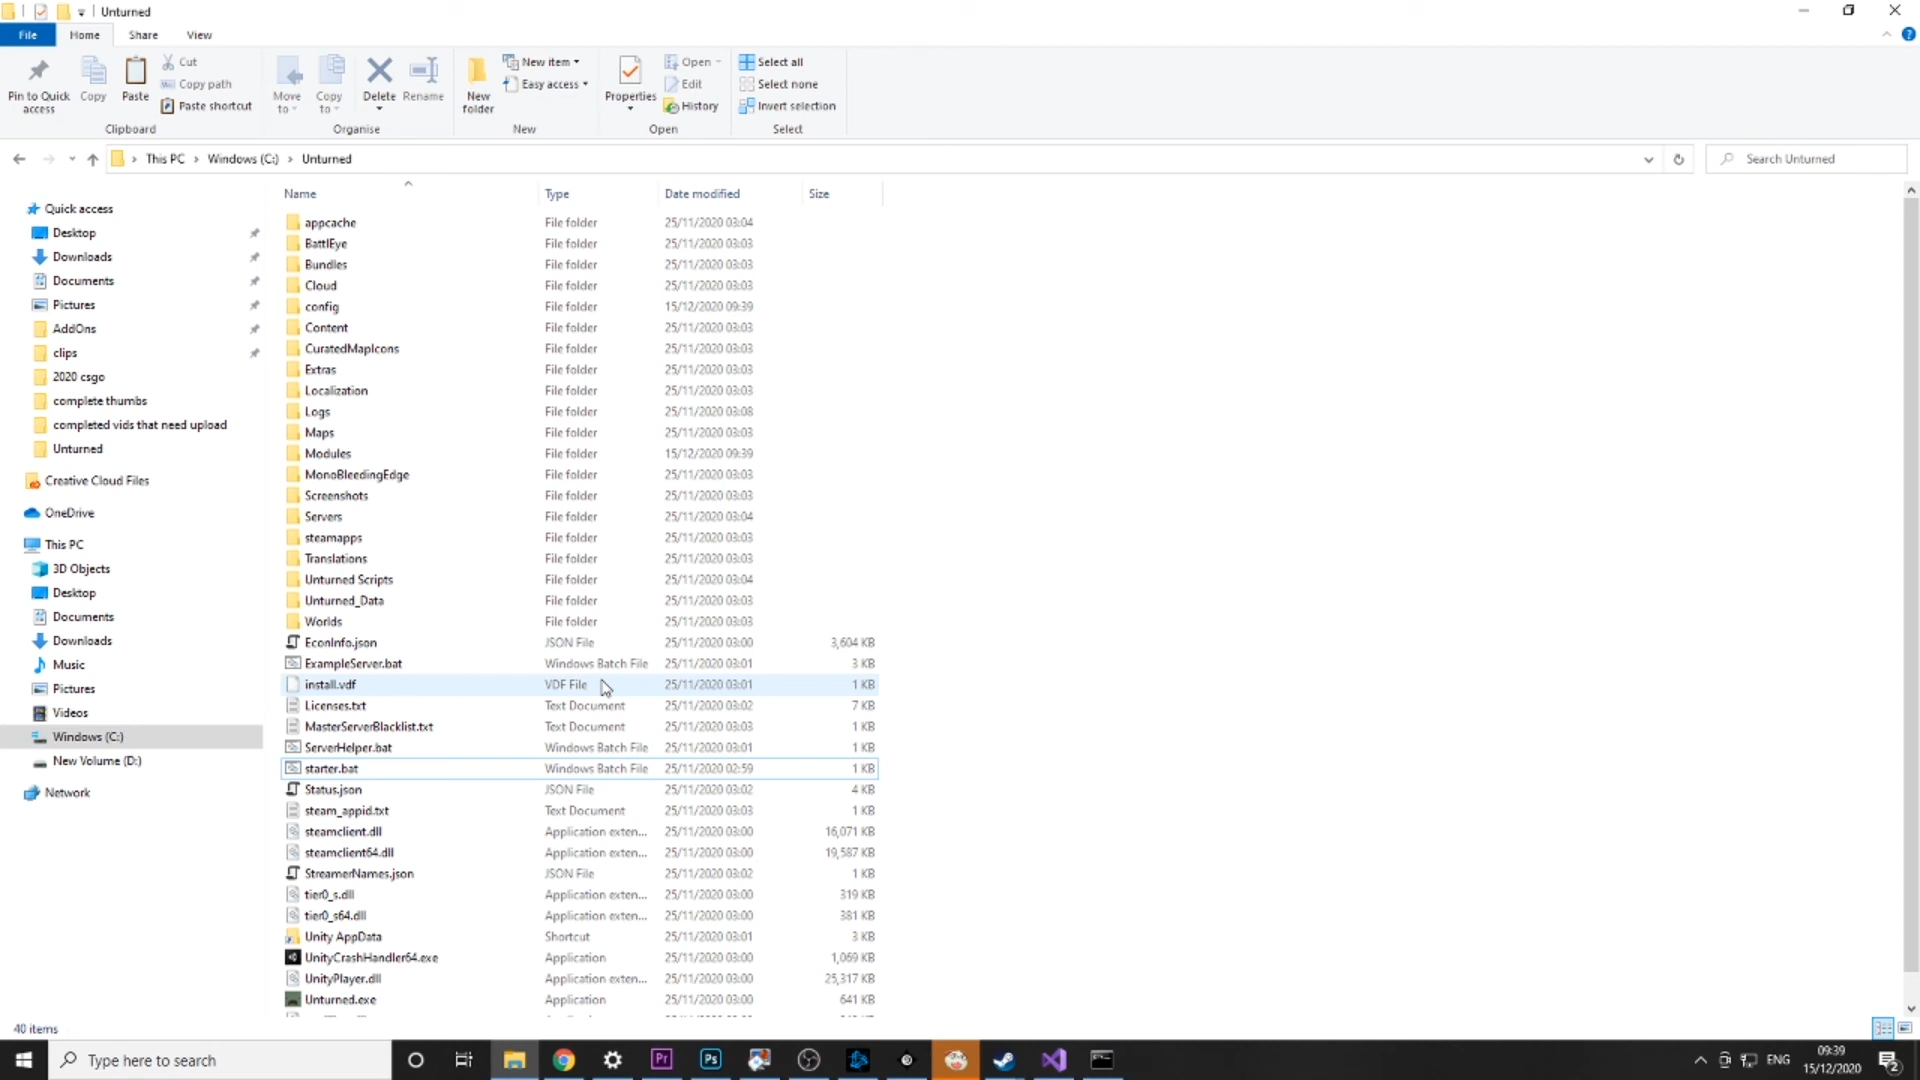 Unturned
File Home Share View
Pin to Quick access
Copy
Paste
Cut
Copy path
Paste shortcut
Clipboard
Move to
Copy to
Delete
Rename
Organise
New folder
New item
Easy access
New
Properties
Open
Edit
History
Open
Select all
Select none
Invert selection
Select
This PC > Windows (C:) > Unturned
Search Unturned
Quick access
Desktop
Downloads
Documents
Pictures
AddOns
clips
2020 csgo
complete thumbs
completed vids that need upload
Unturned
Creative Cloud Files
OneDrive
This PC
3D Objects
Desktop
Documents
Downloads
Music
Pictures
Videos
Windows (C:)
New Volume (D:)
Network
Name Type Date modified Size
appcache File folder 25/11/2020 03:04
BattlEye File folder 25/11/2020 03:03
Bundles File folder 25/11/2020 03:03
Cloud File folder 25/11/2020 03:03
config File folder 15/12/2020 09:39
Content File folder 25/11/2020 03:03
CuratedMapIcons File folder 25/11/2020 03:03
Extras File folder 25/11/2020 03:03
Localization File folder 25/11/2020 03:03
Logs File folder 25/11/2020 03:08
Maps File folder 25/11/2020 03:03
Modules File folder 15/12/2020 09:39
MonoBleedingEdge File folder 25/11/2020 03:03
Screenshots File folder 25/11/2020 03:03
Servers File folder 25/11/2020 03:04
steamapps File folder 25/11/2020 03:03
Translations File folder 25/11/2020 03:03
Unturned Scripts File folder 25/11/2020 03:04
Unturned_Data File folder 25/11/2020 03:03
Worlds File folder 25/11/2020 03:03
EconInfo.json JSON File 25/11/2020 03:00 3,604 KB
ExampleServer.bat Windows Batch File 25/11/2020 03:01 3 KB
install.vdf VDF File 25/11/2020 03:01 1 KB
Licenses.txt Text Document 25/11/2020 03:02 7 KB
MasterServerBlacklist.txt Text Document 25/11/2020 03:03 1 KB
ServerHelper.bat Windows Batch File 25/11/2020 03:01 1 KB
starter.bat Windows Batch File 25/11/2020 02:59 1 KB
Status.json JSON File 25/11/2020 03:02 4 KB
steam_appid.txt Text Document 25/11/2020 03:03 1 KB
steamclient.dll Application exten... 25/11/2020 03:00 16,071 KB
steamclient64.dll Application exten... 25/11/2020 03:00 19,587 KB
StreamerNames.json JSON File 25/11/2020 03:02 1 KB
tier0_s.dll Application exten... 25/11/2020 03:00 319 KB
tier0_s64.dll Application exten... 25/11/2020 03:00 381 KB
Unity AppData Shortcut 25/11/2020 03:01 3 KB
UnityCrashHandler64.exe Application 25/11/2020 03:00 1,069 KB
UnityPlayer.dll Application exten... 25/11/2020 03:00 25,317 KB
Unturned.exe Application 25/11/2020 03:00 641 KB
40 items
Type here to search
Pr
Ps
ENG
09:39
15/12/2020
2